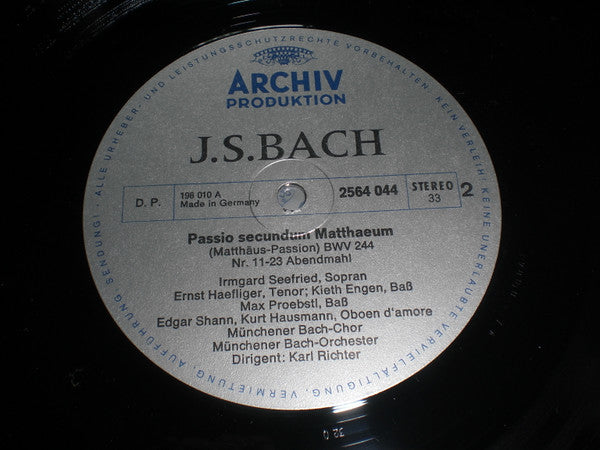 ALLE URHEBER- UND LEISTUNGSSCHUTZRECHTE VORBEHALTEN · KEIN VERLEIH! KEINE UNERLAUBTE VERVIELFÄLTIGUNG, VERMIETUNG, AUFFÜHRUNG, SENDUNG!
ARCHIV
PRODUKTION
J.S.BACH
D. P.
198 010 A
Made in Germany
2564 044
STEREO
33
2
Passio secundum Matthaeum
(Matthäus-Passion) BWV 244
Nr. 11-23 Abendmahl
Irmgard Seefried, Sopran
Ernst Haefliger, Tenor; Kieth Engen, Baß
Max Proebstl, Baß
Edgar Shann, Kurt Hausmann, Oboen d'amore
Münchener Bach-Chor
Münchener Bach-Orchester
Dirigent: Karl Richter